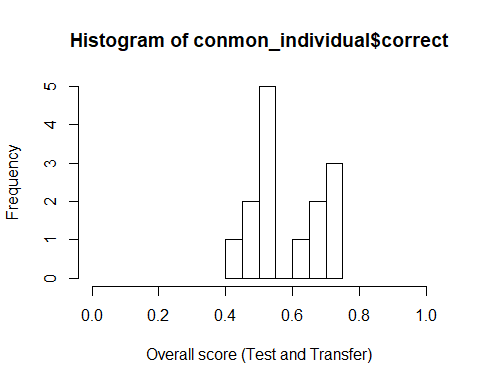 Histogram of conmon_individual$correct
Frequency
5
4
3
2
1
0
0.0 0.2 0.4 0.6 0.8 1.0
Overall score (Test and Transfer)